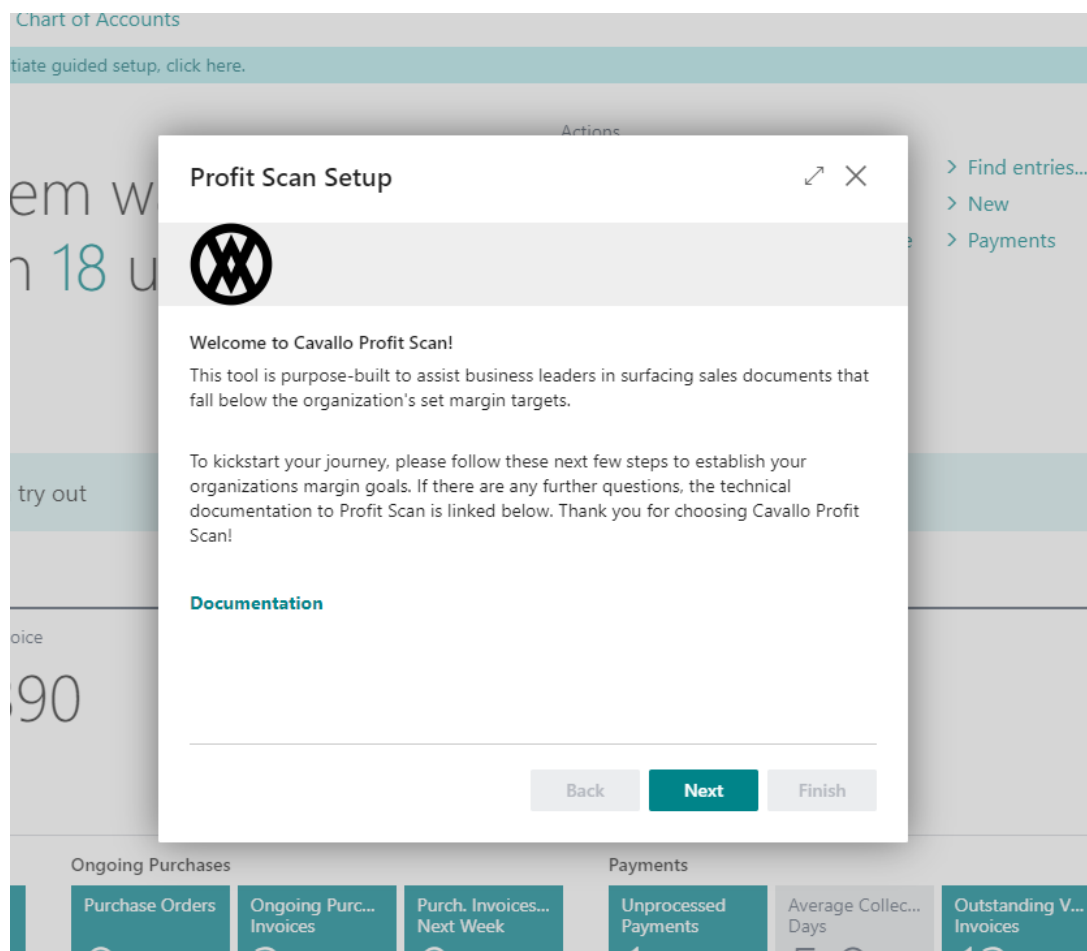 Chart of Accounts
tiate guided setup, click here.
Actions
em w
n 18 u
> Find entries...
> New
> Payments
Profit Scan Setup
Welcome to Cavallo Profit Scan!
This tool is purpose-built to assist business leaders in surfacing sales documents that
fall below the organization's set margin targets.
To kickstart your journey, please follow these next few steps to establish your
organizations margin goals. If there are any further questions, the technical
documentation to Profit Scan is linked below. Thank you for choosing Cavallo Profit
Scan!
Documentation
Back Next Finish
try out
oice
390
Ongoing Purchases
Payments
Purchase Orders
Ongoing Purc...
Invoices
Purch. Invoices...
Next Week
Unprocessed
Payments
Average Collec...
Days
Outstanding V...
Invoices